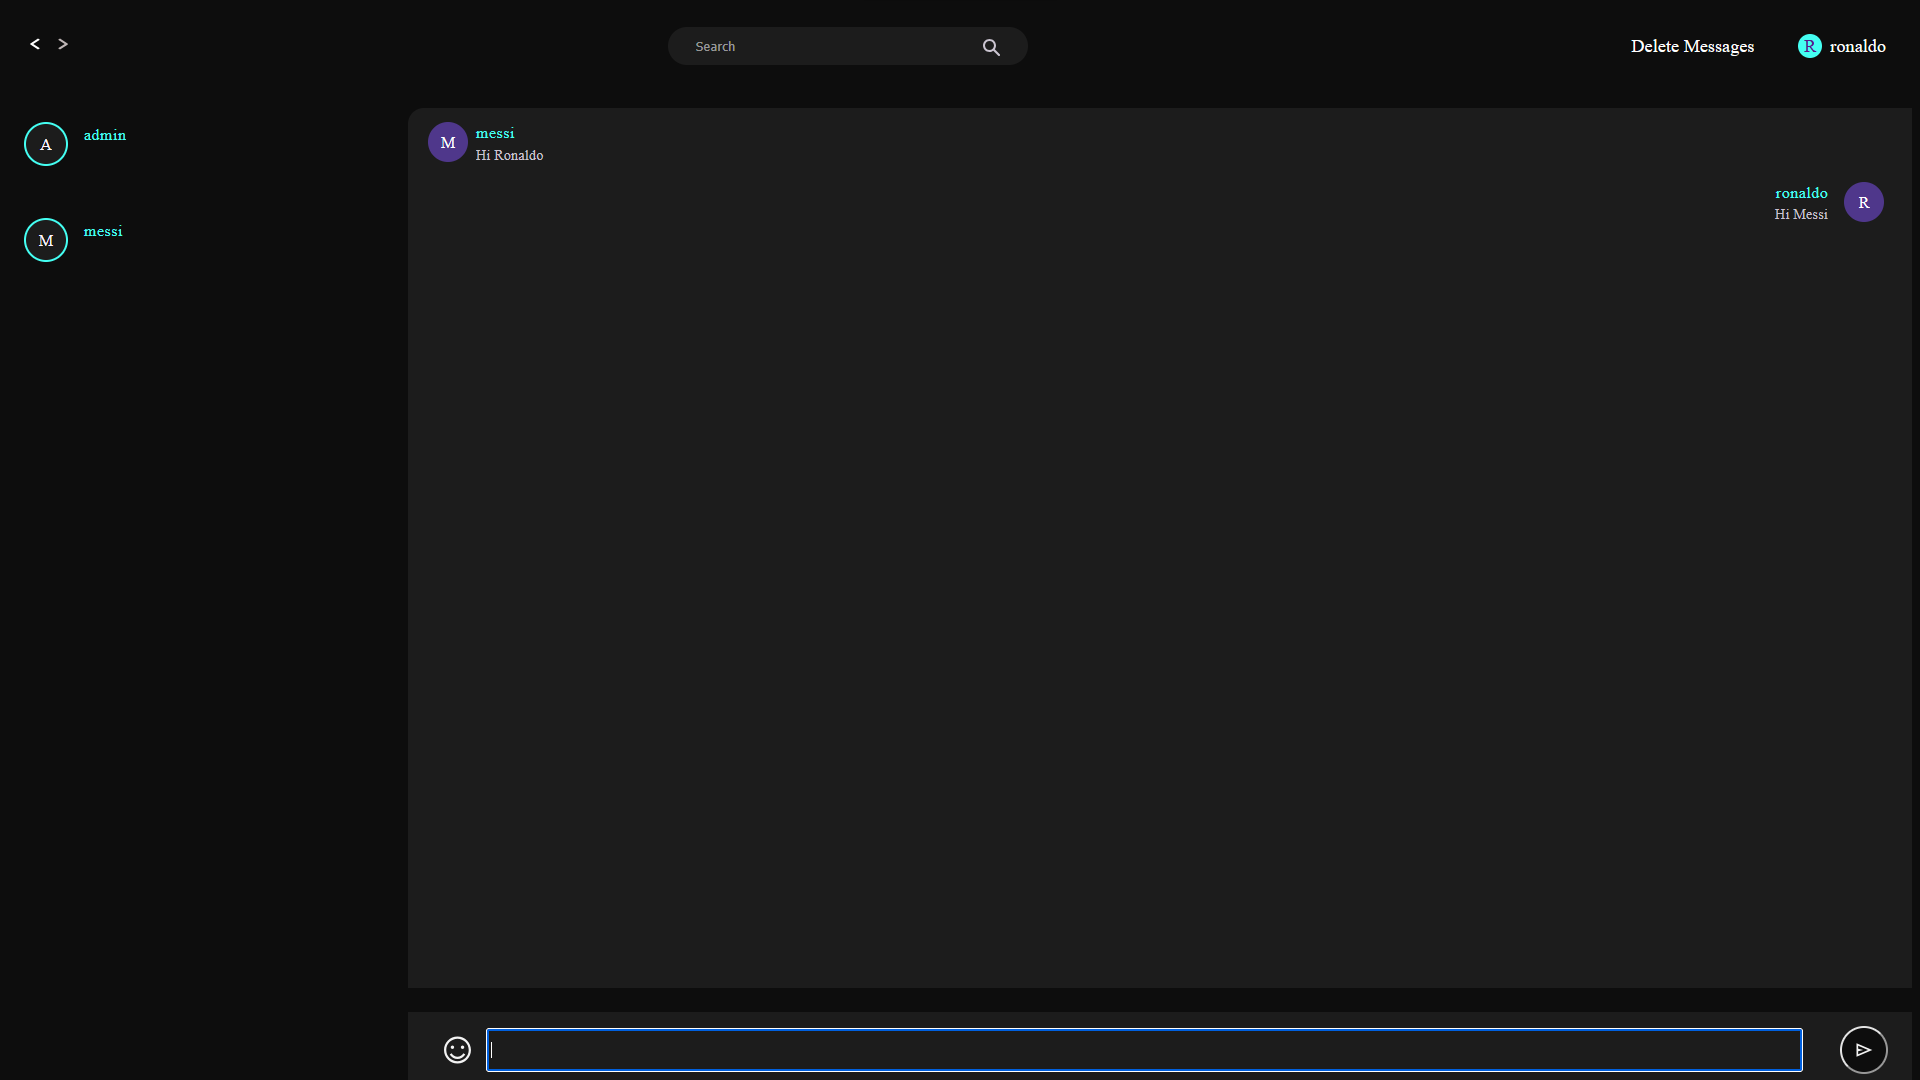 < >
Search
Delete Messages
R ronaldo
A admin
M messi
M messi
Hi Ronaldo
ronaldo R
Hi Messi